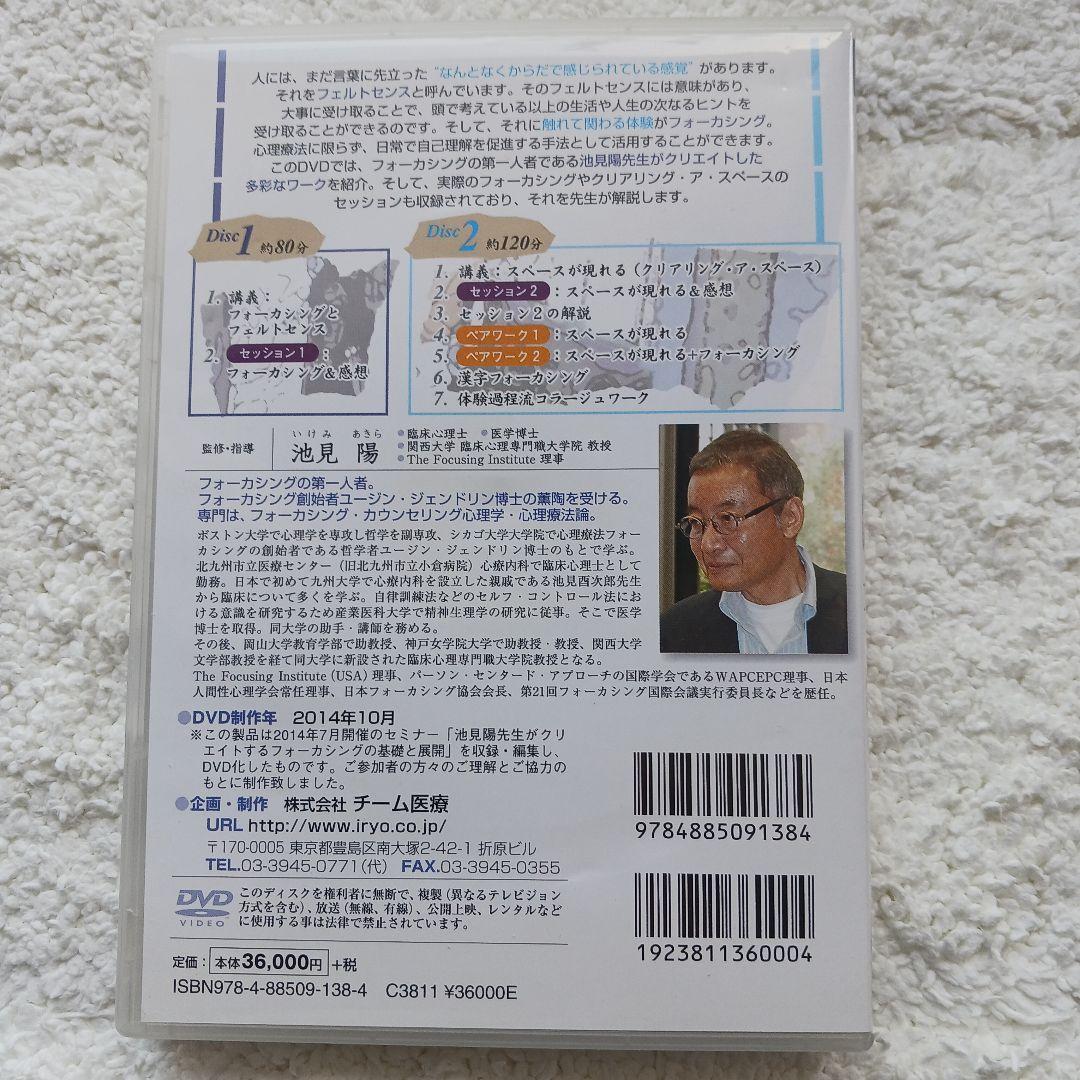 人には、まだ言葉に先立った“なんとなくからだで感じられている感覚”があります。
それをフェルトセンスと呼んでいます。そのフェルトセンスには意味があり、
大事に受け取ることで、頭で考えている以上の生活や人生の次なるヒントを
受け取ることができるのです。そして、それに触れて関わる体験がフォーカシング。
心理療法に限らず、日常で自己理解を促進する手法として活用することができます。
このDVDでは、フォーカシングの第一人者である池見陽先生がクリエイトした
多彩なワークを紹介。そして、実際のフォーカシングやクリアリング・ア・スペースの
セッションも収録されており、それを先生が解説します。
Disc1 約80分
1. 講義：
フォーカシングと
フェルトセンス
2. セッション1：
フォーカシング&感想
Disc2 約120分
1. 講義：スペースが現れる（クリアリング・ア・スペース）
2. セッション2：スペースが現れる&感想
3. セッション2の解説
4. ペアワーク1：スペースが現れる
5. ペアワーク2：スペースが現れる+フォーカシング
6. 漢字フォーカシング
7. 体験過程流コラージュワーク
監修・指導
いけみ あきら
池見 陽
●臨床心理士 ●医学博士
●関西大学 臨床心理専門職大学院 教授
●The Focusing Institute 理事
フォーカシングの第一人者。
フォーカシング創始者ユージン・ジェンドリン博士の薫陶を受ける。
専門は、フォーカシング・カウンセリング心理学・心理療法論。
ボストン大学で心理学を専攻し哲学を副専攻、シカゴ大学大学院で心理療法フォー
カシングの創始者である哲学者ユージン・ジェンドリン博士のもとで学ぶ。
北九州市立医療センター（旧北九州市立小倉病院）心療内科で臨床心理士として
勤務。日本で初めて九州大学で心療内科を設立した親戚である池見酉次郎先生
から臨床について多くを学ぶ。自律訓練法などのセルフ・コントロール法にお
ける意識を研究するため産業医科大学で精神生理学の研究に従事。そこで医学
博士を取得。同大学の助手・講師を務める。
その後、岡山大学教育学部で助教授、神戸女学院大学で助教授・教授、関西大学
文学部教授を経て同大学に新設された臨床心理専門職大学院教授となる。
The Focusing Institute（USA）理事、パーソン・センタード・アプローチの国際学会であるWAPCEPC理事、日本
人間性心理学会常任理事、日本フォーカシング協会会長、第21回フォーカシング国際会議実行委員長などを歴任。
●DVD制作年 2014年10月
※この製品は2014年7月開催のセミナー「池見陽先生がクリ
エイトするフォーカシングの基礎と展開」を収録・編集し、
DVD化したものです。ご参加者の方々のご理解とご協力の
もとに制作致しました。
●企画・制作 株式会社 チーム医療
URL http://www.iryo.co.jp/
〒170-0005 東京都豊島区南大塚2-42-1 折原ビル
TEL.03-3945-0771（代） FAX.03-3945-0355
DVD VIDEO
このディスクを権利者に無断で、複製（異なるテレビジョン
方式を含む）、放送（無線、有線）、公開上映、レンタルなど
に使用する事は法律で禁止されています。
定価： 本体36,000円 +税
ISBN978-4-88509-138-4 C3811 ¥36000E
9784885091384
1923811360004